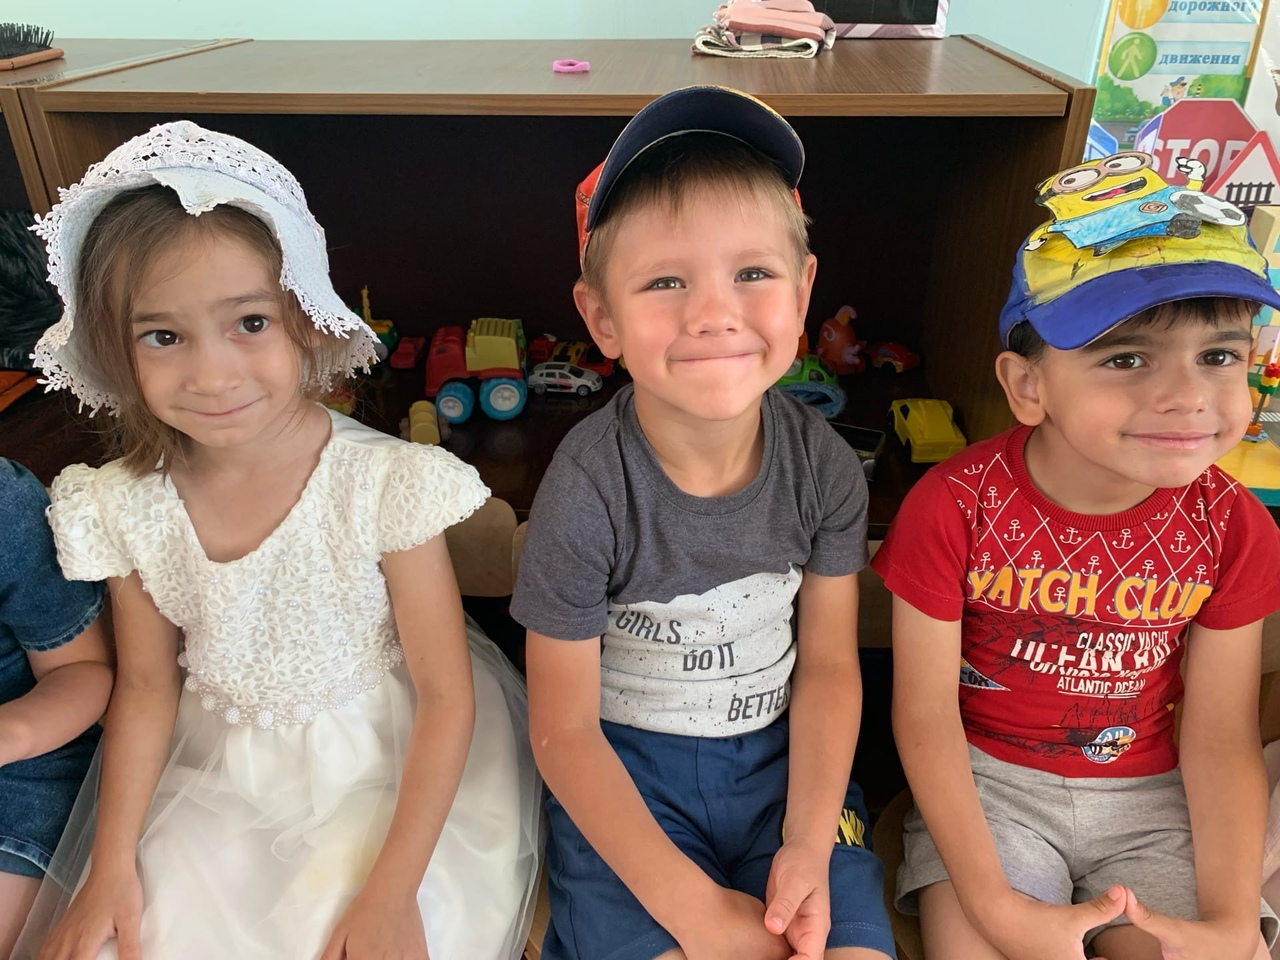 дорожного
движения
STOP
GIRLS
DO IT
BETTER
YATCH CLUB
CLASSIC YACHT
ATLANTIC OCEAN